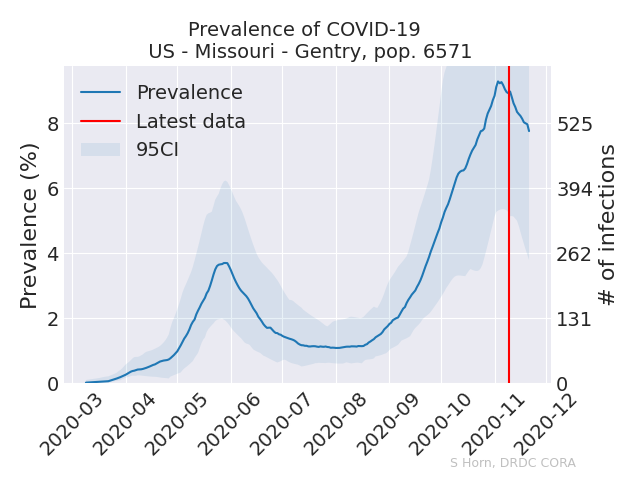 Prevalence of COVID-19
US - Missouri - Gentry, pop. 6571
Prevalence
Latest data
95CI
Prevalence (%)
8
6
4
2
0
525
394
262
131
0
# of infections
2020-03
2020-04
2020-05
2020-06
2020-07
2020-08
2020-09
2020-10
2020-11
2020-12
S Horn, DRDC CORA